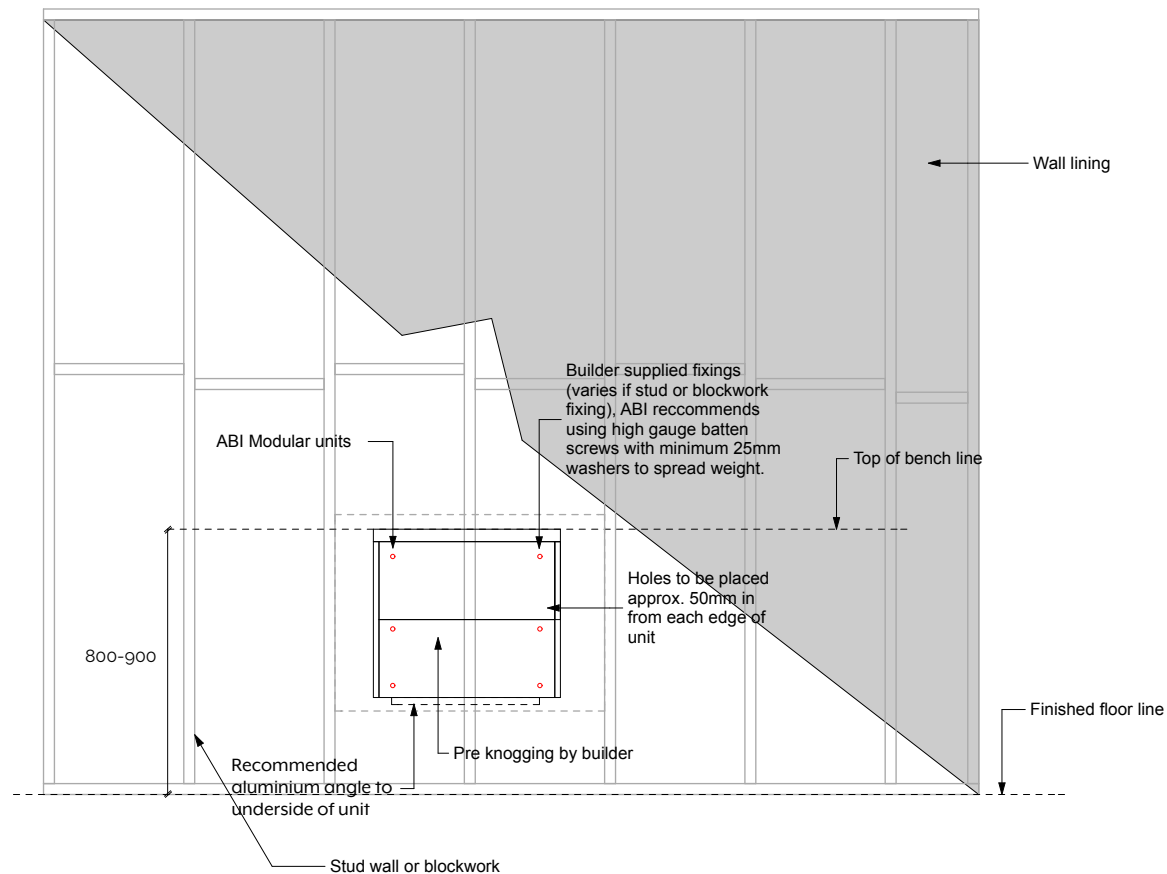 Wall lining
Builder supplied fixings
(varies if stud or blockwork
fixing), ABI reccommends
using high gauge batten
screws with minimum 25mm
washers to spread weight.
ABI Modular units
Top of bench line
Holes to be placed
approx. 50mm in
from each edge of
unit
800-900
Finished floor line
Pre knogging by builder
Recommended
aluminium angle to
underside of unit
Stud wall or blockwork